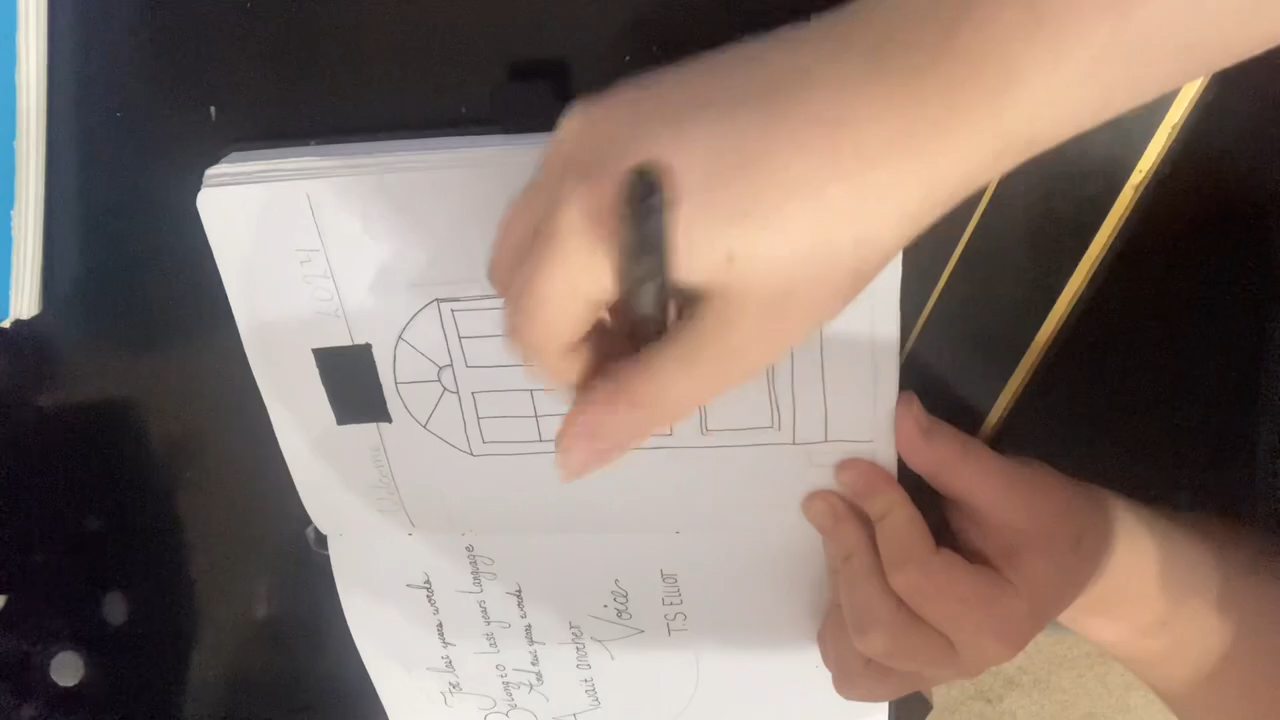 For last years words
Belong to last years language
And next years words
Await another
Voice
T.S ELLIOT
Welcome
2024